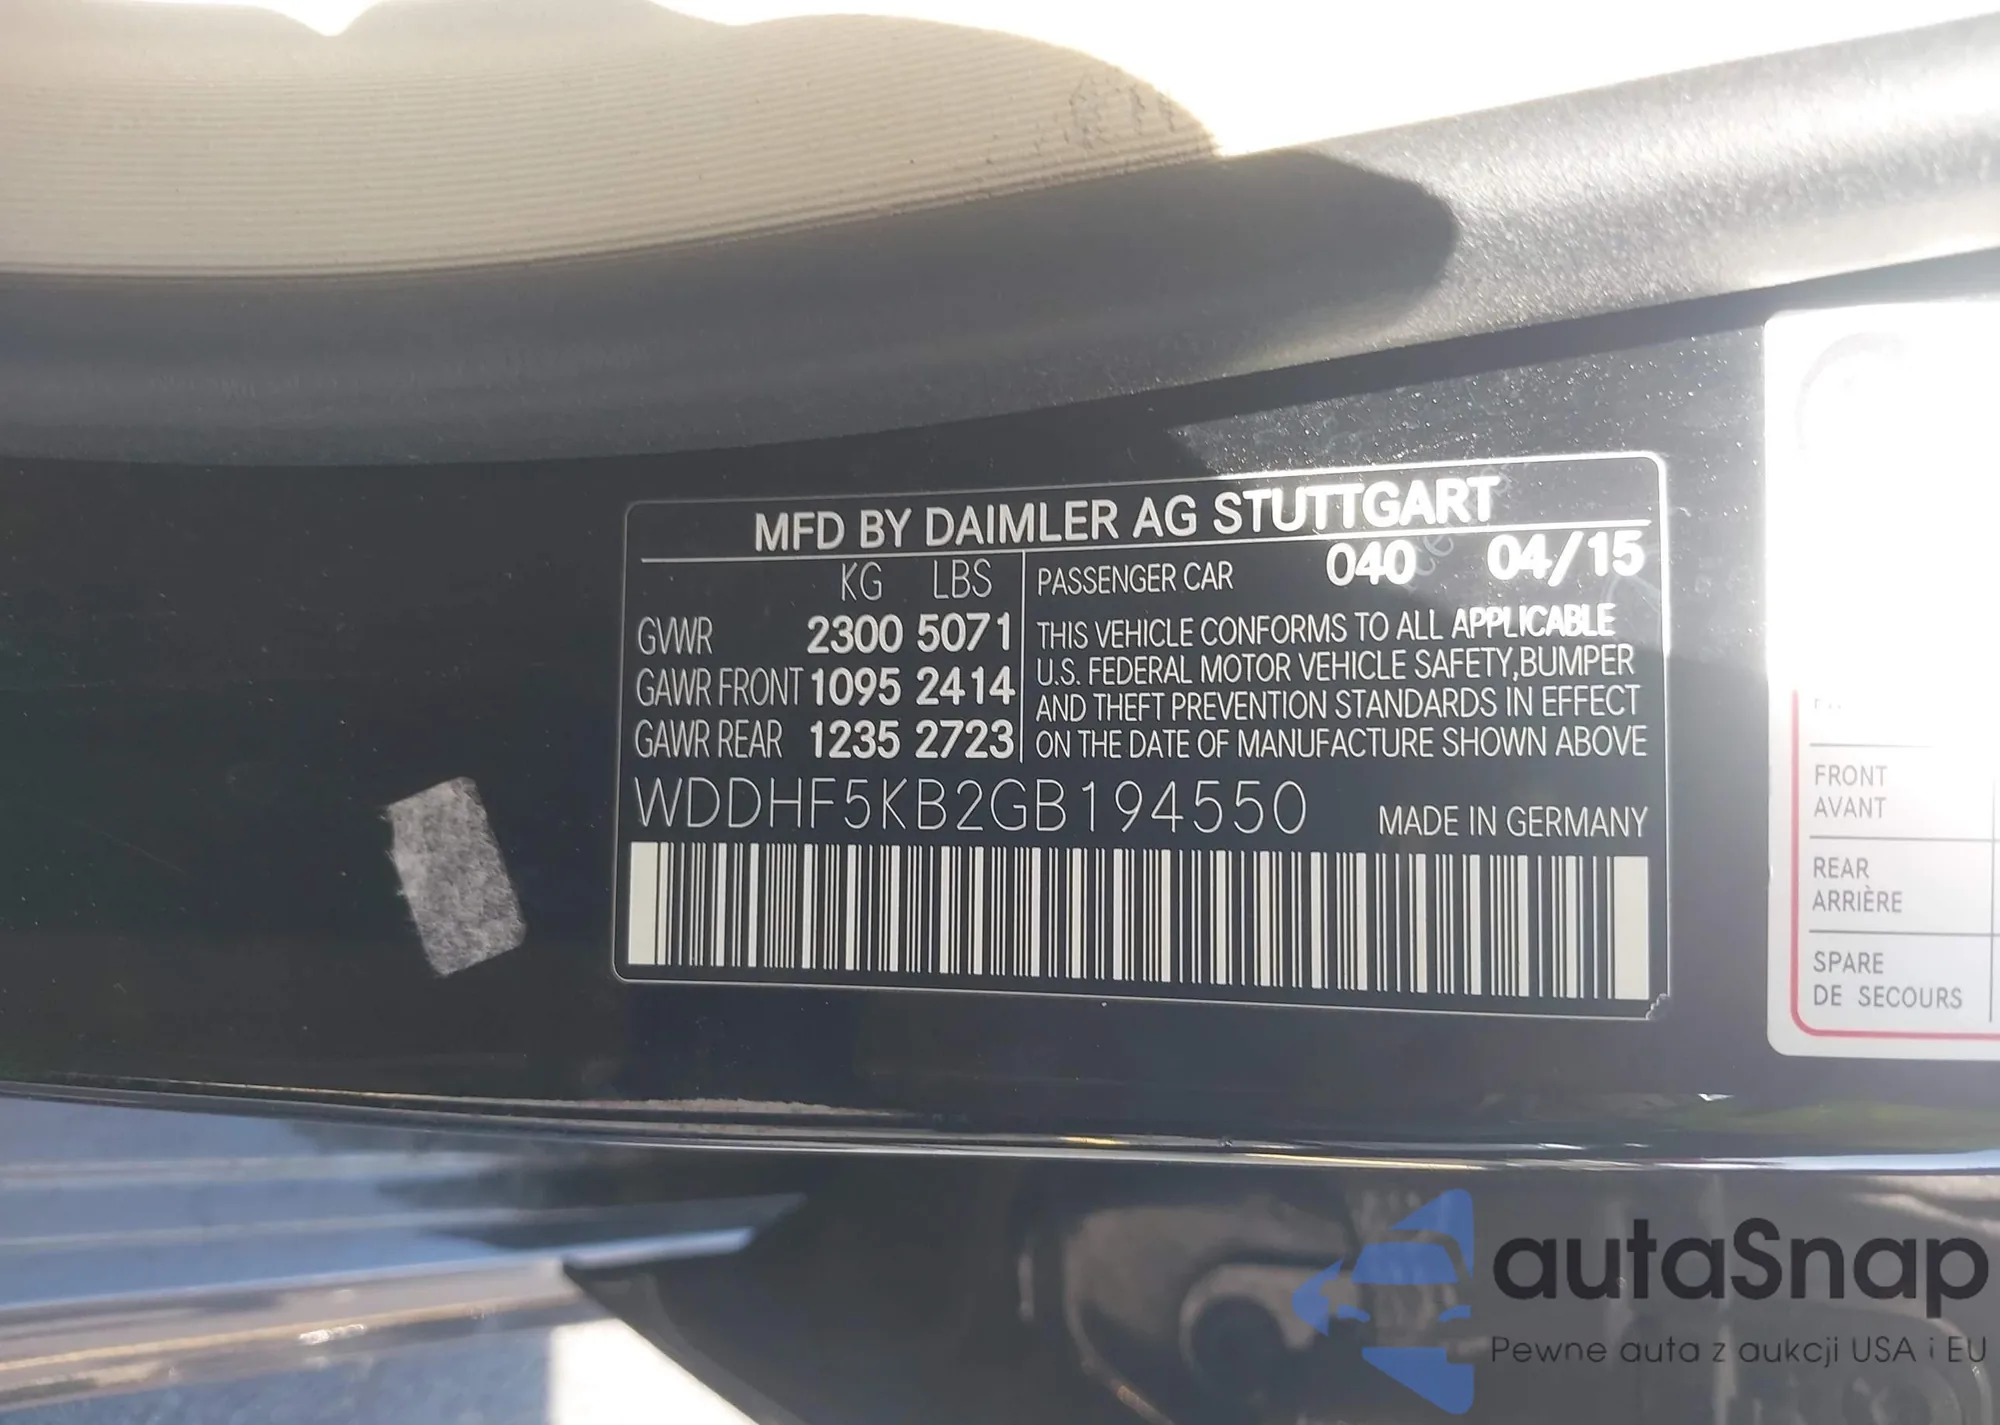 MFD BY DAIMLER AG STUTTGART
KG LBS
GVWR 2300 5071
GAWR FRONT 1095 2414
GAWR REAR 1235 2723
PASSENGER CAR 040 04/15
THIS VEHICLE CONFORMS TO ALL APPLICABLE
U.S. FEDERAL MOTOR VEHICLE SAFETY,BUMPER
AND THEFT PREVENTION STANDARDS IN EFFECT
ON THE DATE OF MANUFACTURE SHOWN ABOVE
WDDHF5KB2GB194550 MADE IN GERMANY
FRONT
AVANT
REAR
ARRIÈRE
SPARE
DE SECOURS
autaSnap
Pewne auta z aukcji USA i EU